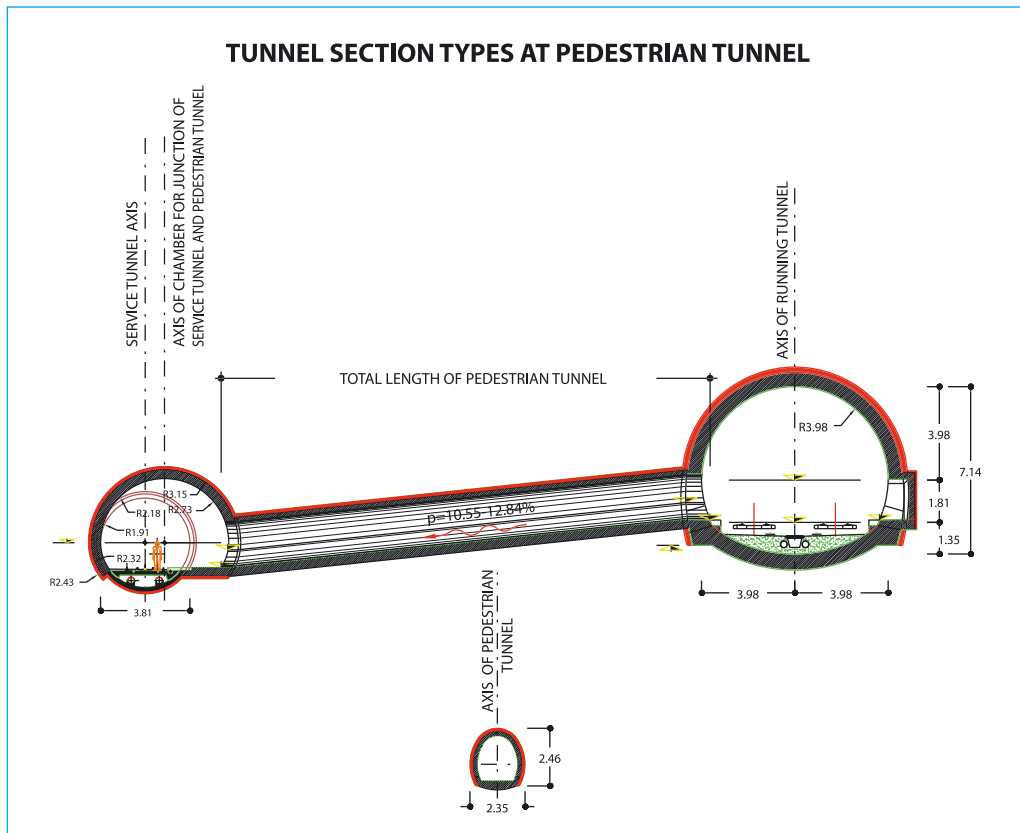 TUNNEL SECTION TYPES AT PEDESTRIAN TUNNEL
SERVICE TUNNEL AXIS
AXIS OF CHAMBER FOR JUNCTION OF
SERVICE TUNNEL AND PEDESTRIAN TUNNEL
AXIS OF RUNNING TUNNEL
TOTAL LENGTH OF PEDESTRIAN TUNNEL
R3.98
3.98
7.14
1.81
1.35
3.98
3.98
R3.15
R2.73
R2.18
R1.91
R2.32
R2.43
3.81
p=10.55-12.84%
AXIS OF PEDESTRIAN
TUNNEL
2.46
2.35